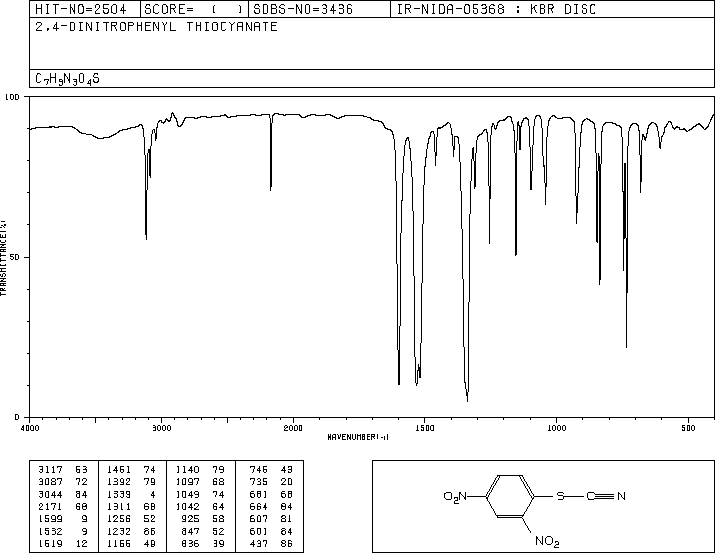 HIT-NO=2504 SCORE= ( ) SDBS-NO=3436 IR-NIDA-05368 : KBR DISC
2,4-DINITROPHENYL THIOCYANATE
C₇H₃N₃O₄S
100
TRANSMITTANCE(%)
50
0
4000 3000 2000 1500 1000 500
WAVENUMBER(-1)
3117 63 1461 74 1140 79 746 43
3087 72 1392 79 1097 68 735 20
3044 84 1339 4 1049 74 681 68
2171 68 1311 68 1042 64 664 84
1599 9 1256 52 925 58 607 81
1532 9 1232 86 847 52 601 84
1519 12 1156 49 836 39 437 86
O₂N S C N
NO₂